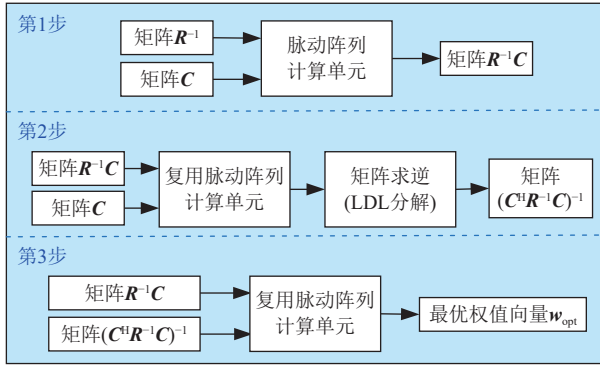 第1步
矩阵R⁻¹
矩阵C
脉动阵列
计算单元
矩阵R⁻¹C
第2步
矩阵R⁻¹C
矩阵C
复用脉动阵列
计算单元
矩阵求逆
(LDL分解)
矩阵
(CᴴR⁻¹C)⁻¹
第3步
矩阵R⁻¹C
矩阵(CᴴR⁻¹C)⁻¹
复用脉动阵列
计算单元
最优权值向量wₒₚₜ